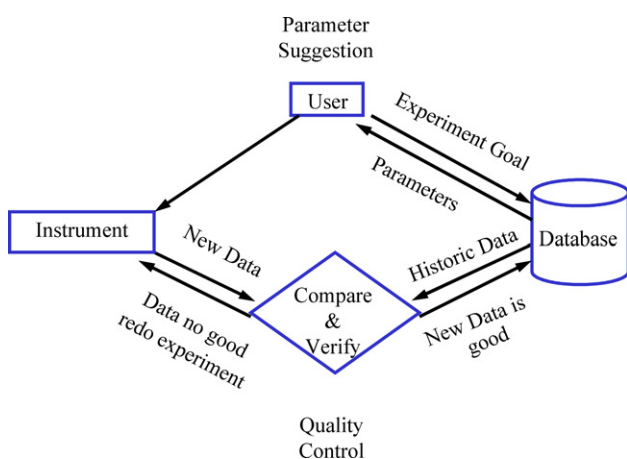 Parameter
Suggestion
User
Experiment Goal
Parameters
Instrument
New Data
Historic Data
Database
Data no good
redo experiment
Compare
&
Verify
New Data is
good
Quality
Control